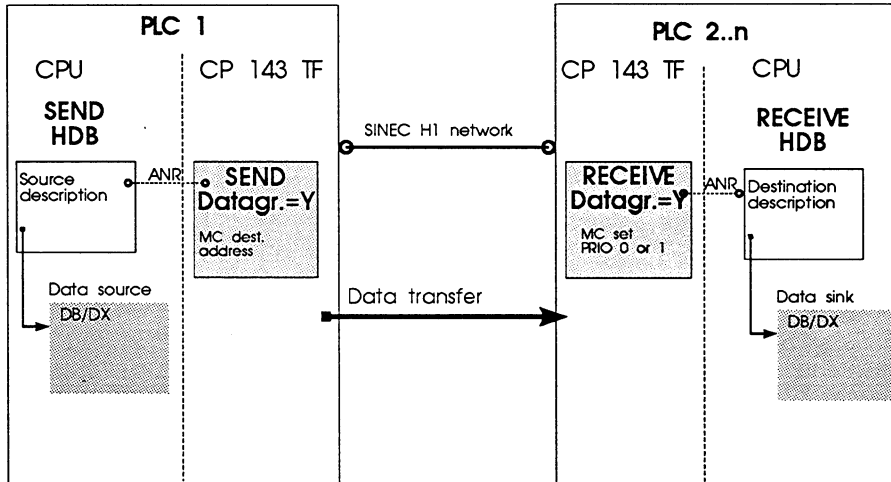 PLC 1
PLC 2..n
CPU
CP 143 TF
CP 143 TF
CPU
SEND
HDB
SINEC H1 network
RECEIVE
HDB
Source
description
ANR
SEND
Datagr.=Y
MC dest.
address
RECEIVE
Datagr.=Y
MC set
PRIO 0 or 1
ANR
Destination
description
Data source
DB/DX
Data transfer
Data sink
DB/DX